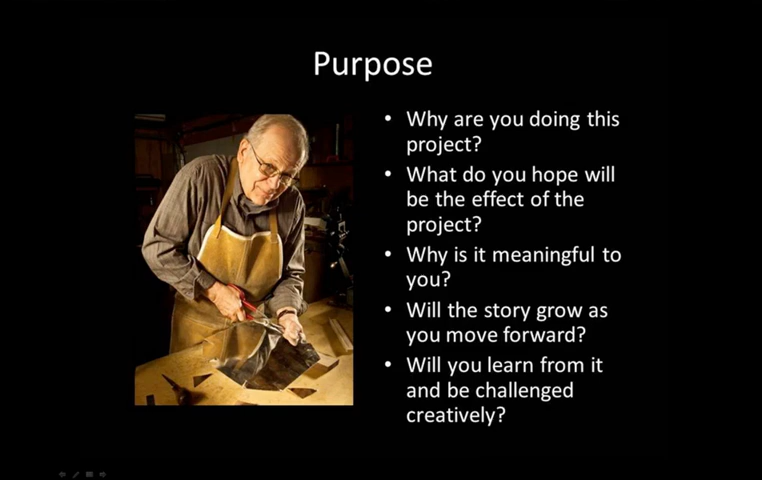 Purpose
• Why are you doing this
project?
• What do you hope will
be the effect of the
project?
• Why is it meaningful to
you?
• Will the story grow as
you move forward?
• Will you learn from it
and be challenged
creatively?